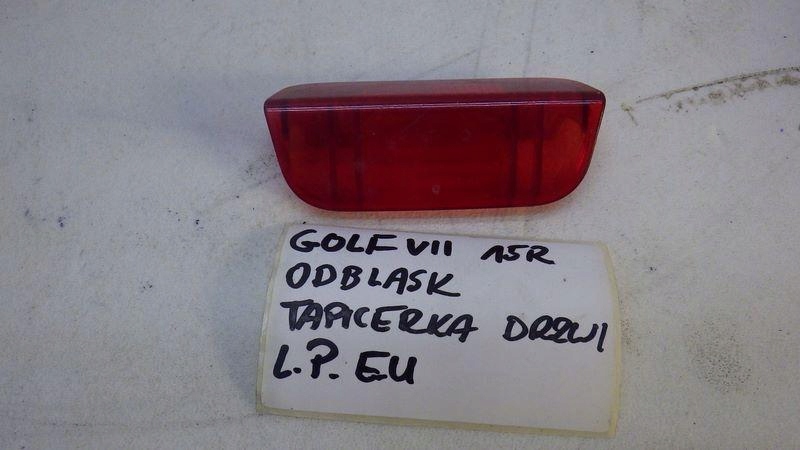 GOLF VII 15R
ODBLASK
TAPICERKA DRZWI
L.P. EU